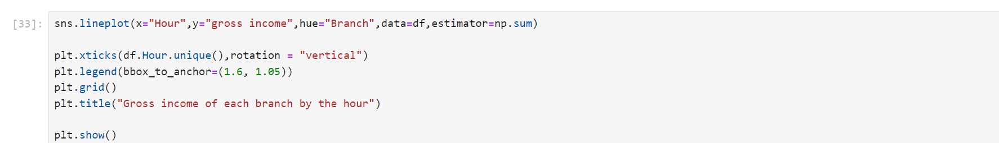 [33]: sns.lineplot(x="Hour",y="gross income",hue="Branch",data=df,estimator=np.sum)
plt.xticks(df.Hour.unique(),rotation = "vertical")
plt.legend(bbox_to_anchor=(1.6, 1.05))
plt.grid()
plt.title("Gross income of each branch by the hour")
plt.show()